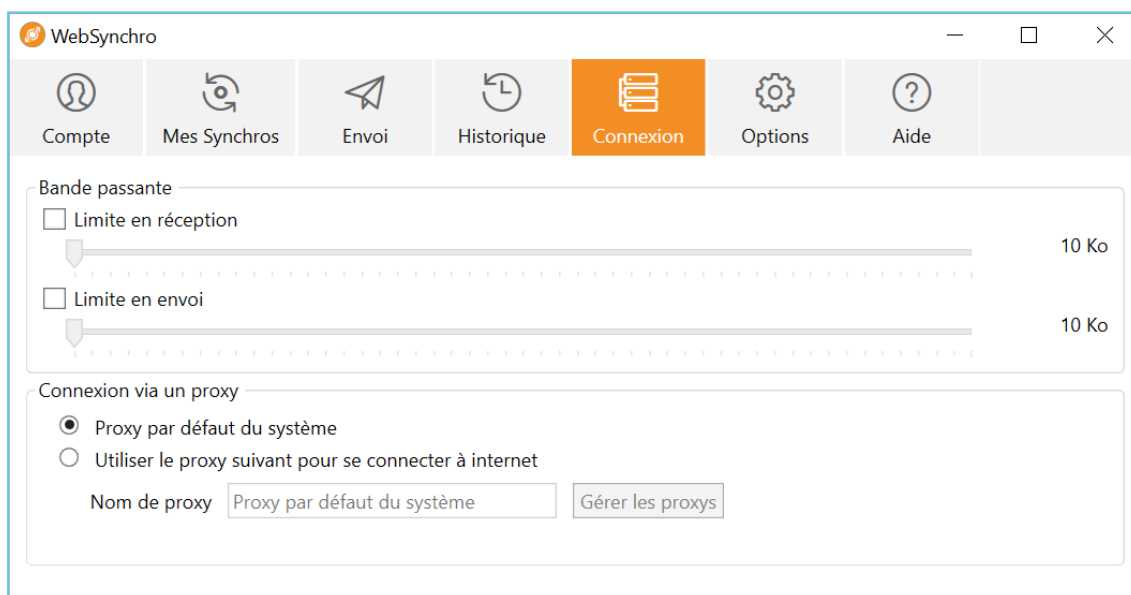 WebSynchro
Compte Mes Synchros Envoi Historique Connexion Options Aide
Bande passante
Limite en réception
10 Ko
Limite en envoi
10 Ko
Connexion via un proxy
Proxy par défaut du système
Utiliser le proxy suivant pour se connecter à internet
Nom de proxy Proxy par défaut du système Gérer les proxys